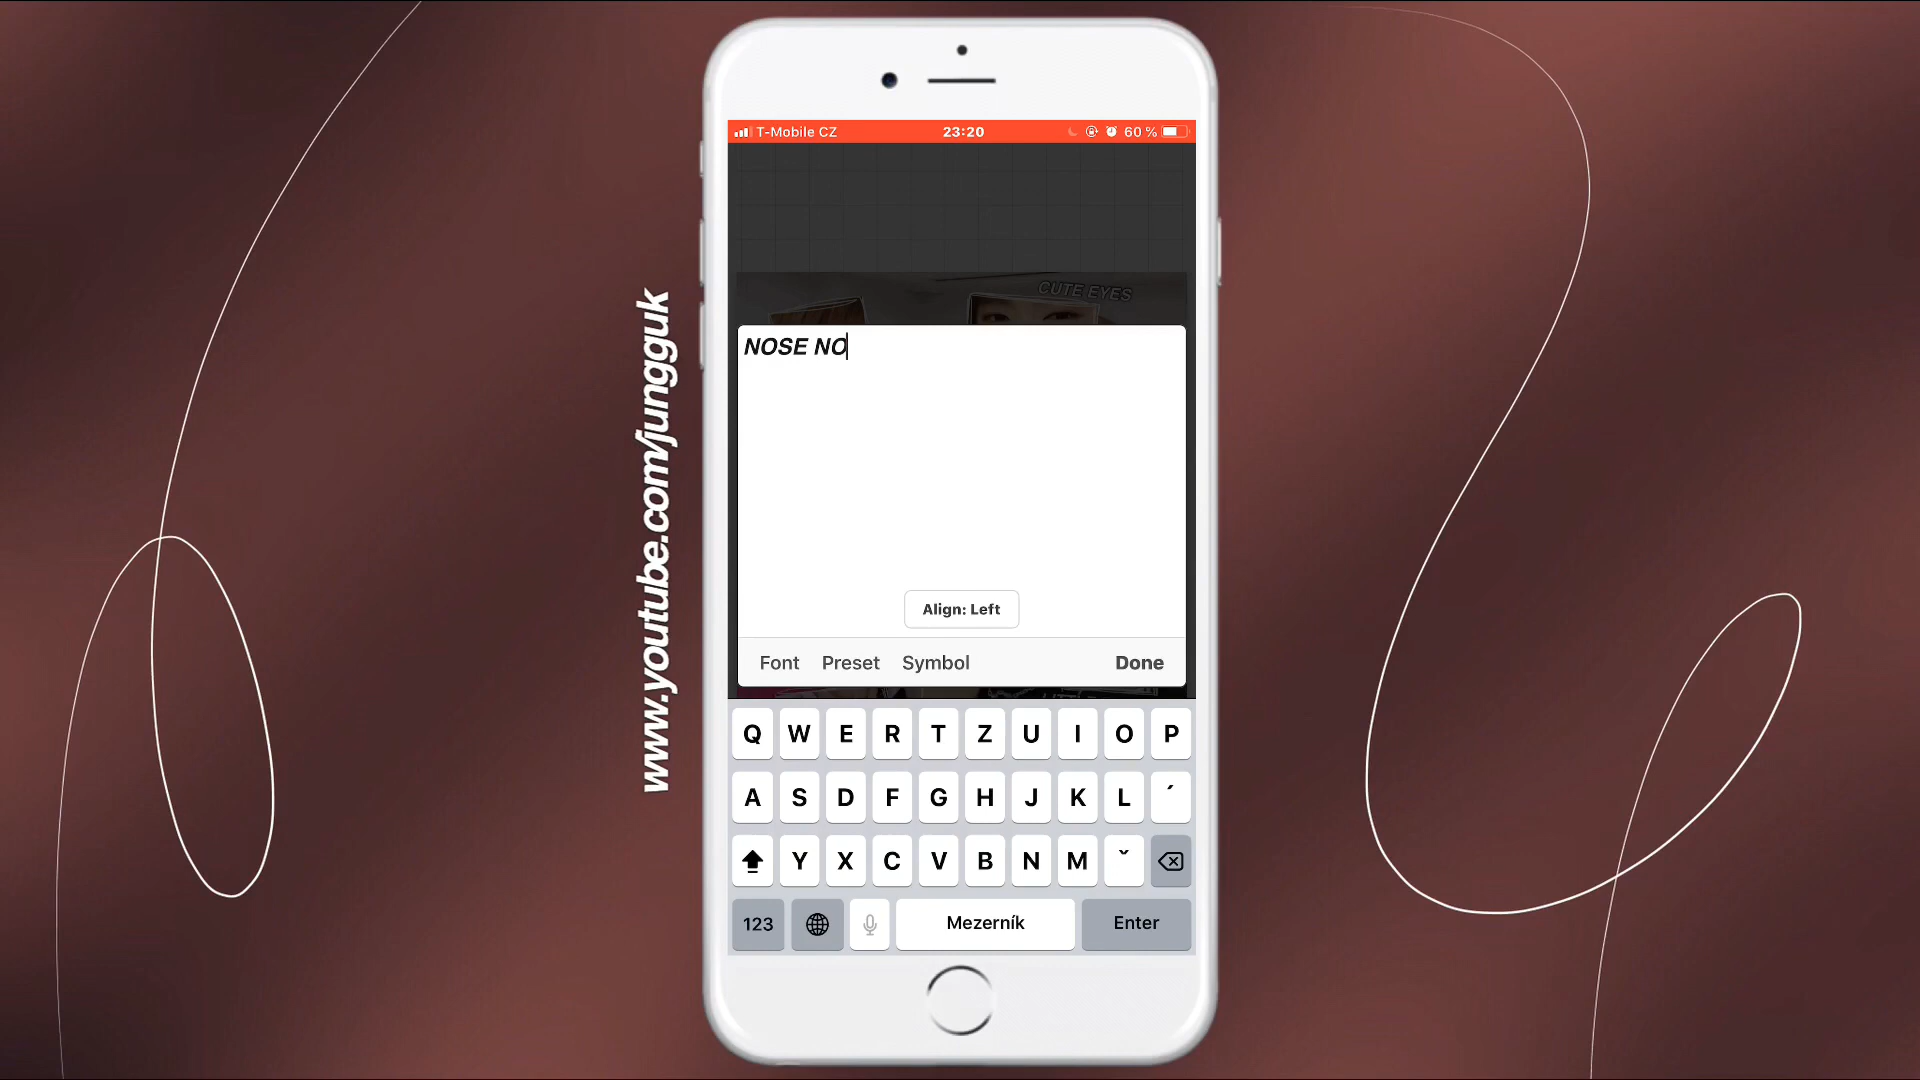 T-Mobile CZ 23:20 60 %
CUTE EYES
NOSE NO
Align: Left
Font Preset Symbol Done
Q W E R T Z U I O P
A S D F G H J K L ´
Y X C V B N M ˇ
123 Mezerník Enter
www.youtube.com/jungguk